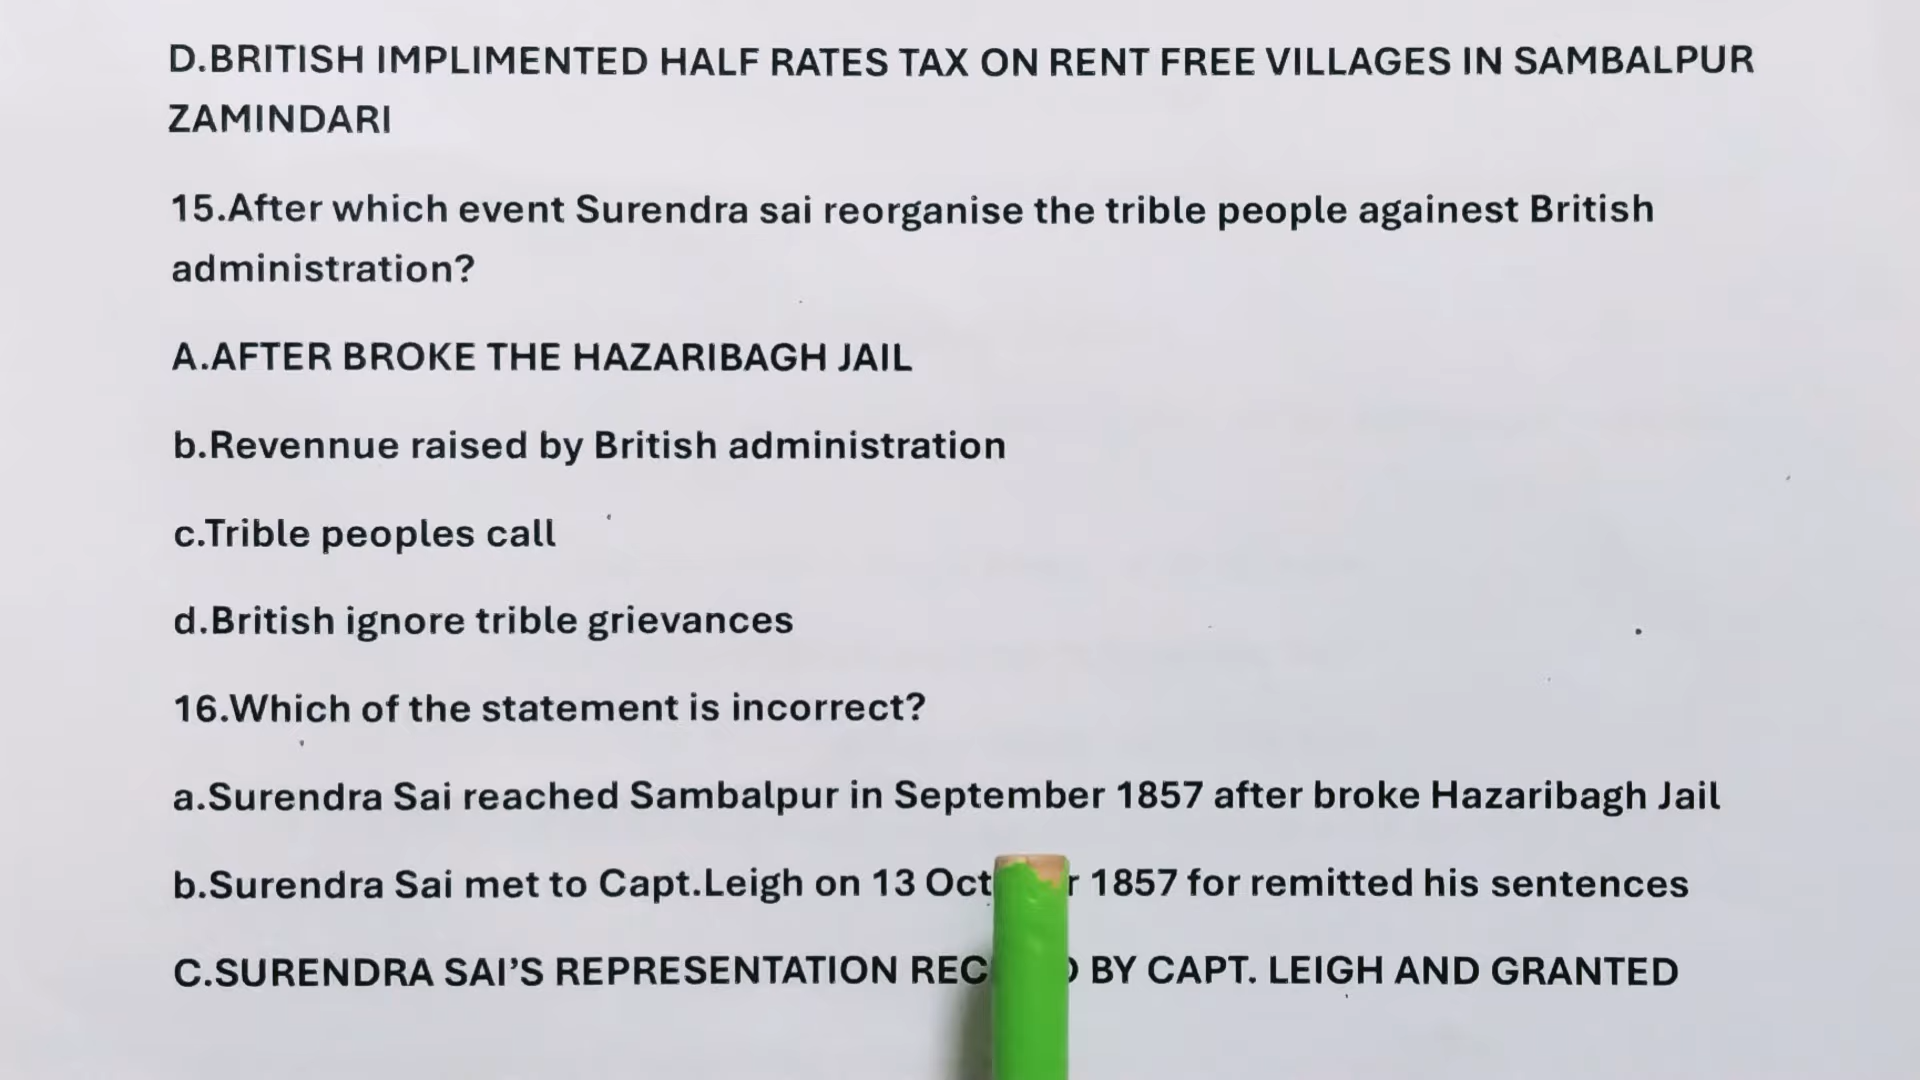 D.BRITISH IMPLIMENTED HALF RATES TAX ON RENT FREE VILLAGES IN SAMBALPUR
ZAMINDARI
15.After which event Surendra sai reorganise the trible people againest British
administration?
A.AFTER BROKE THE HAZARIBAGH JAIL
b.Revennue raised by British administration
c.Trible peoples call
d.British ignore trible grievances
16.Which of the statement is incorrect?
a.Surendra Sai reached Sambalpur in September 1857 after broke Hazaribagh Jail
b.Surendra Sai met to Capt.Leigh on 13 1857 for remitted his sentences
C.SURENDRA SAI'S REPRESENTATION BY CAPT. LEIGH AND GRANTED